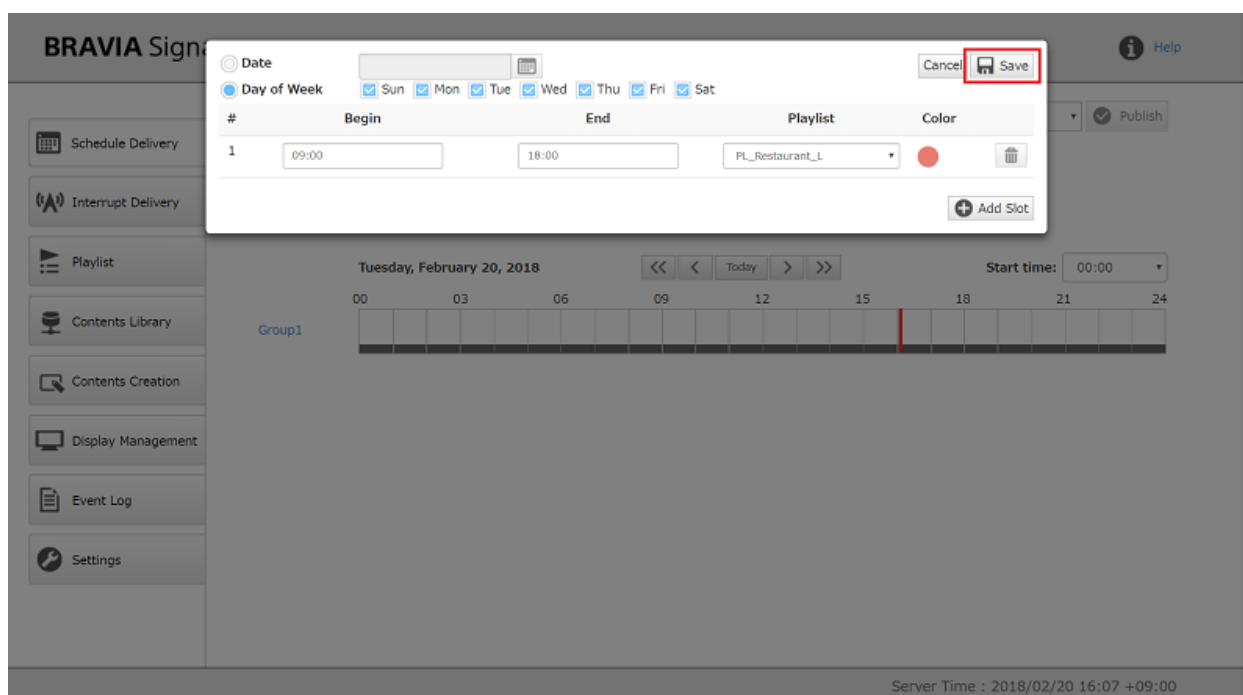 BRAVIA Signa
Help
Date
Cancel Save
Day of Week Sun Mon Tue Wed Thu Fri Sat
# Begin End Playlist Color
Publish
1 09:00 18:00 PL_Restaurant_L
Add Slot
Schedule Delivery
Interrupt Delivery
Playlist
Contents Library
Contents Creation
Display Management
Event Log
Settings
Tuesday, February 20, 2018 << < Today > >> Start time: 00:00
00 03 06 09 12 15 18 21 24
Group1
Server Time : 2018/02/20 16:07 +09:00